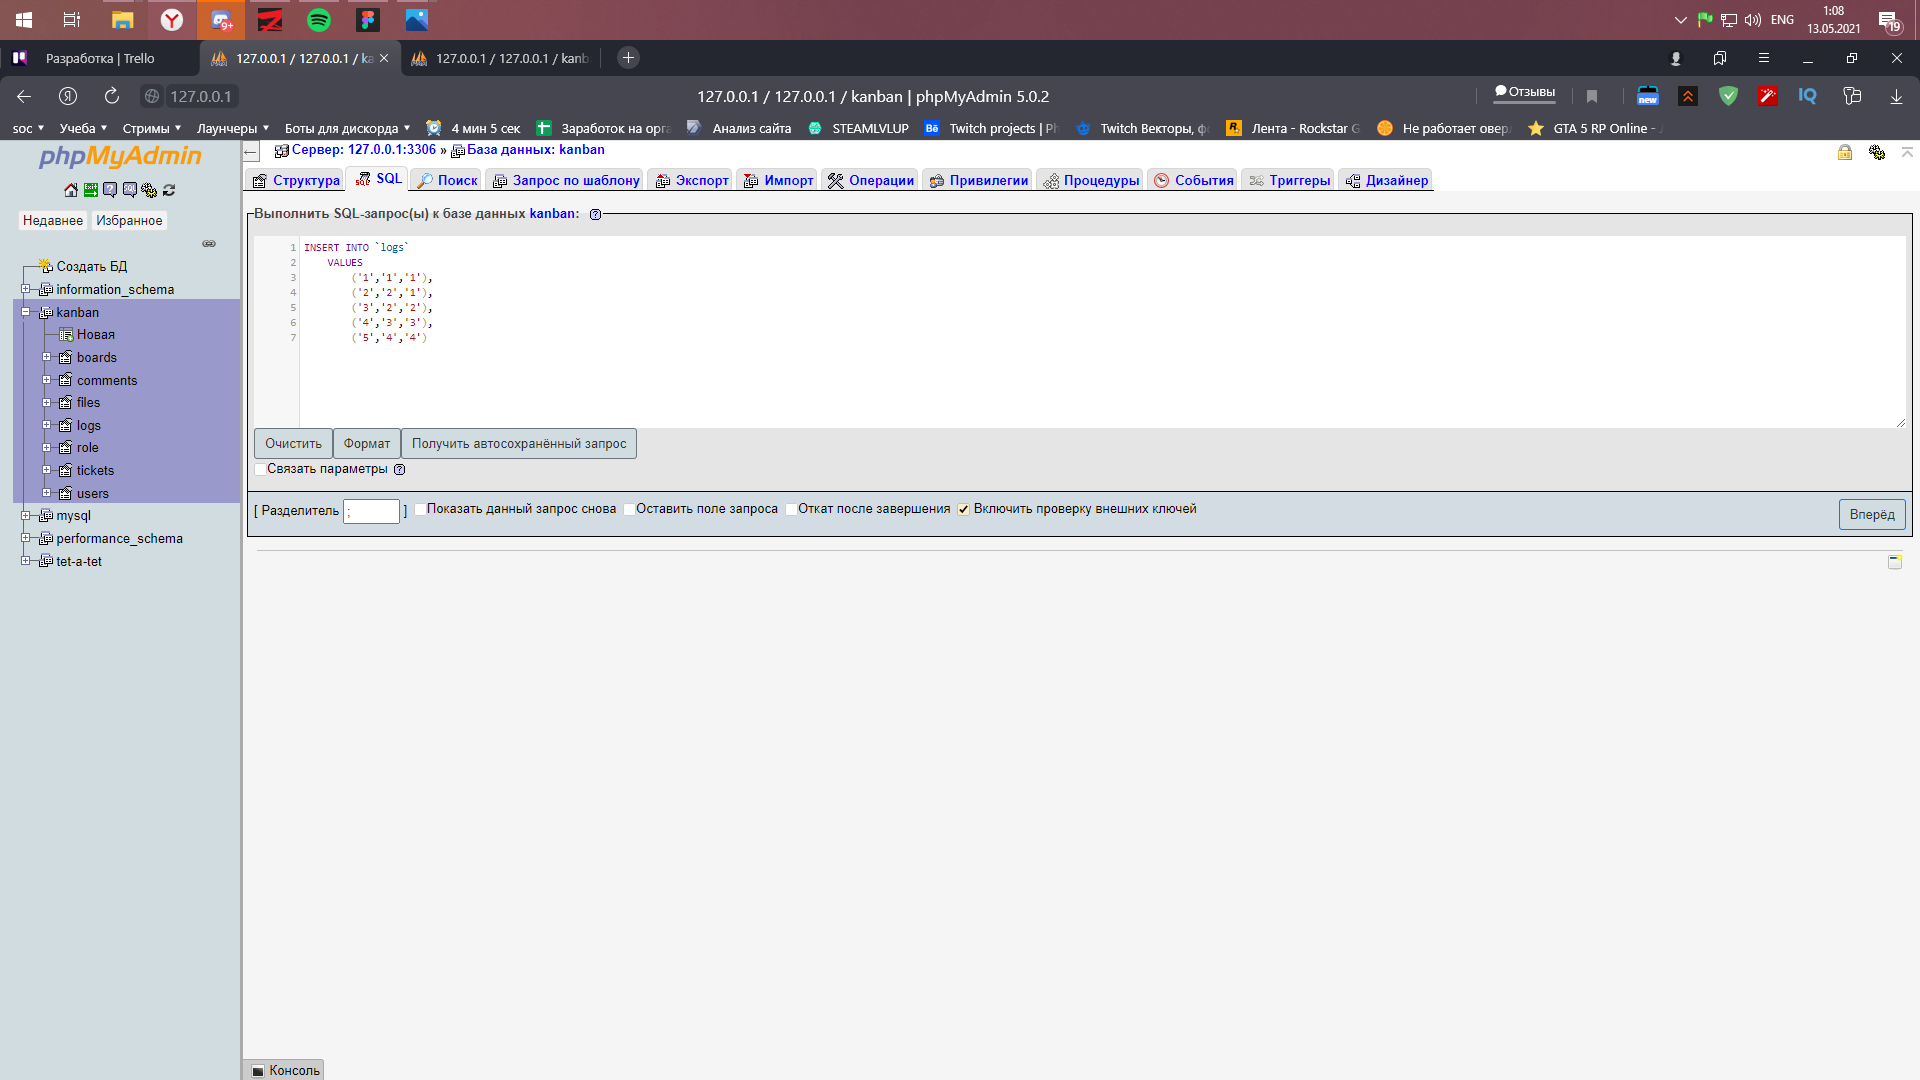 ENG
1:08
13.05.2021
19
9+
Разработка | Trello
127.0.0.1 / 127.0.0.1 / ka
127.0.0.1 / 127.0.0.1 / kanb
127.0.0.1
127.0.0.1 / 127.0.0.1 / kanban | phpMyAdmin 5.0.2
Отзывы
new
IQ
soc
Учеба
Стримы
Лаунчеры
Боты для дискорда
4 мин 5 сек
Заработок на орга
Анализ сайта
STEAMLVLUP
Bē
Twitch projects | Ph
Twitch Векторы, фо
Лента - Rockstar G
Не работает овер
GTA 5 RP Online -
phpMyAdmin
Недавнее
Избранное
Создать БД
information_schema
kanban
Новая
boards
comments
files
logs
role
tickets
users
mysql
performance_schema
tet-a-tet
Сервер: 127.0.0.1:3306 » База данных: kanban
Структура
SQL
Поиск
Запрос по шаблону
Экспорт
Импорт
Операции
Привилегии
Процедуры
События
Триггеры
Дизайнер
Выполнить SQL-запрос(ы) к базе данных kanban:
1 INSERT INTO `logs`
2 VALUES
3 ('1','1','1'),
4 ('2','2','1'),
5 ('3','2','2'),
6 ('4','3','3'),
7 ('5','4','4')
Очистить
Формат
Получить автосохранённый запрос
Связать параметры
[ Разделитель ; ]
Показать данный запрос снова
Оставить поле запроса
Откат после завершения
Включить проверку внешних ключей
Вперёд
Консоль